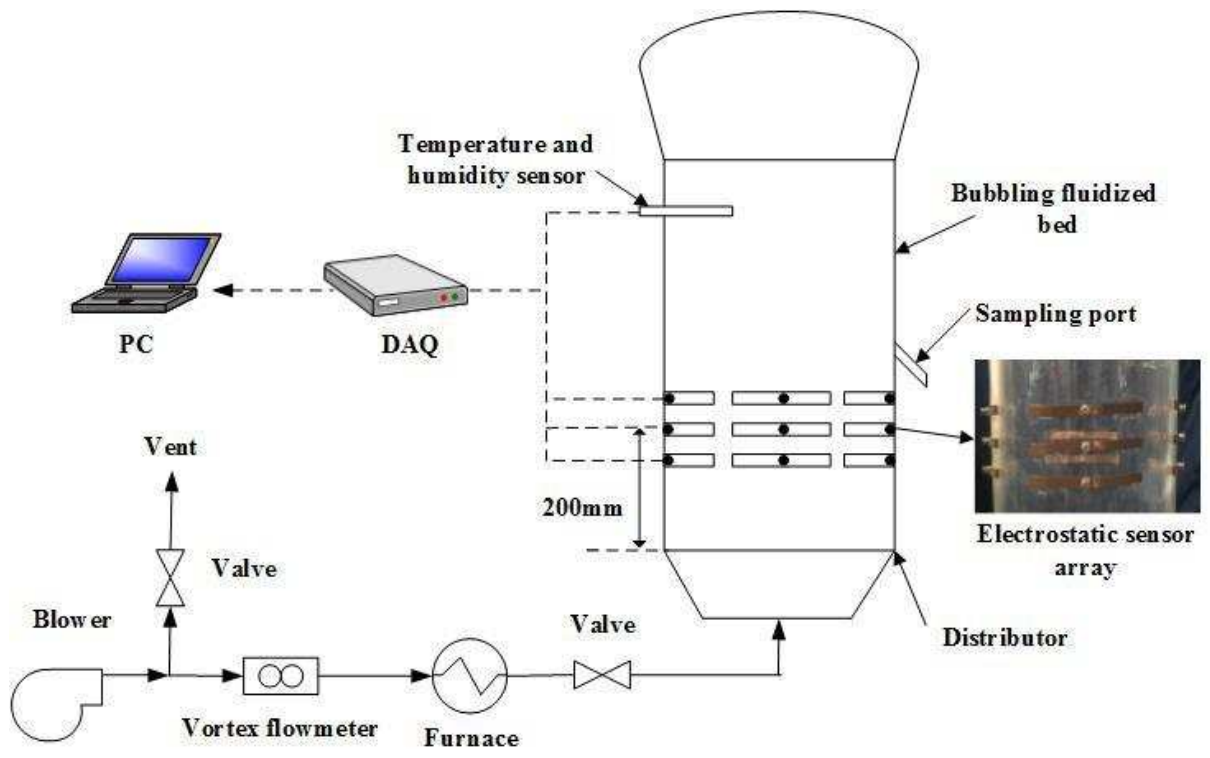 Temperature and
humidity sensor
Bubbling fluidized
bed
Sampling port
PC
DAQ
Vent
200mm
Electrostatic sensor
array
Valve
Blower
Valve
Distributor
Vortex flowmeter
Furnace